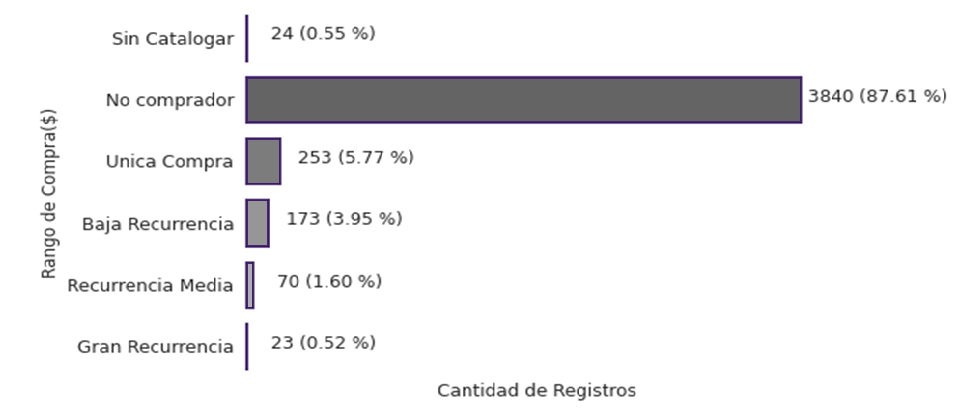 Rango de Compra($)
Sin Catalogar 24 (0.55 %)
No comprador 3840 (87.61 %)
Unica Compra 253 (5.77 %)
Baja Recurrencia 173 (3.95 %)
Recurrencia Media 70 (1.60 %)
Gran Recurrencia 23 (0.52 %)
Cantidad de Registros